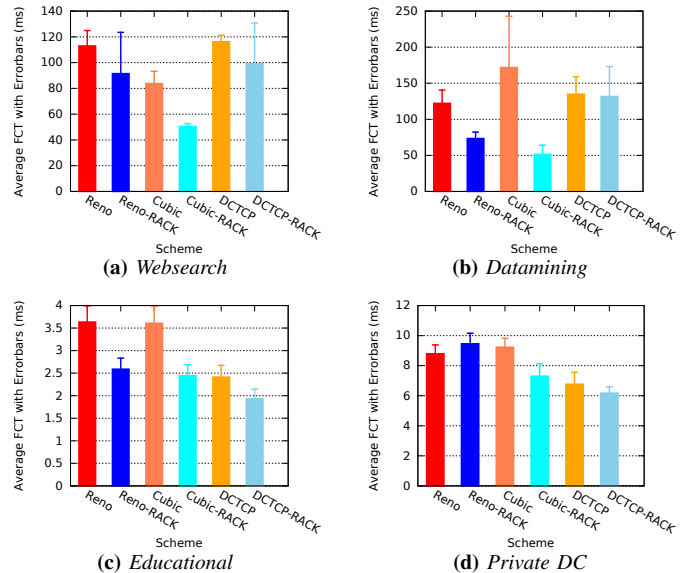 Average FCT with Errorbars (ms)
140
120
100
80
60
40
20
0
Reno
Reno-RACK
Cubic
Cubic-RACK
DCTCP
DCTCP-RACK
Scheme
(a) Websearch
Average FCT with Errorbars (ms)
250
200
150
100
50
0
Reno
Reno-RACK
Cubic
Cubic-RACK
DCTCP
DCTCP-RACK
Scheme
(b) Datamining
Average FCT with Errorbars (ms)
4
3.5
3
2.5
2
1.5
1
0.5
0
Reno
Reno-RACK
Cubic
Cubic-RACK
DCTCP
DCTCP-RACK
Scheme
(c) Educational
Average FCT with Errorbars (ms)
12
10
8
6
4
2
0
Reno
Reno-RACK
Cubic
Cubic-RACK
DCTCP
DCTCP-RACK
Scheme
(d) Private DC